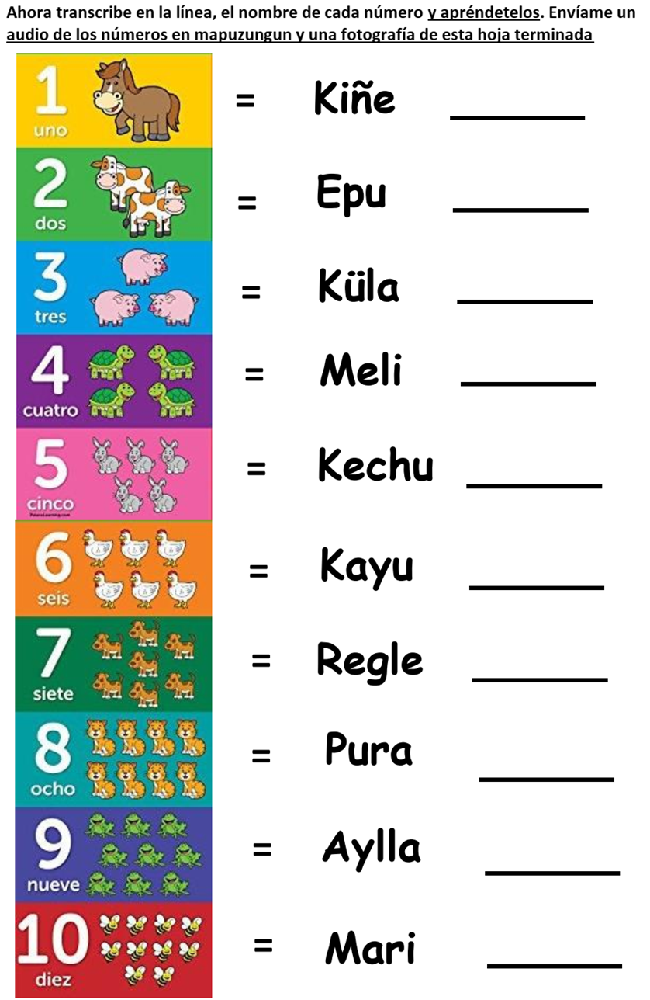 Ahora transcribe en la línea, el nombre de cada número y apréndetelos. Envíame un
audio de los números en mapuzungun y una fotografía de esta hoja terminada
1 = Kiñe
uno
2 = Epu
dos
3 = Küla
tres
4 = Meli
cuatro
5 = Kechu
cinco
6 = Kayu
seis
7 = Regle
siete
8 = Pura
ocho
9 = Aylla
nueve
10 = Mari
diez